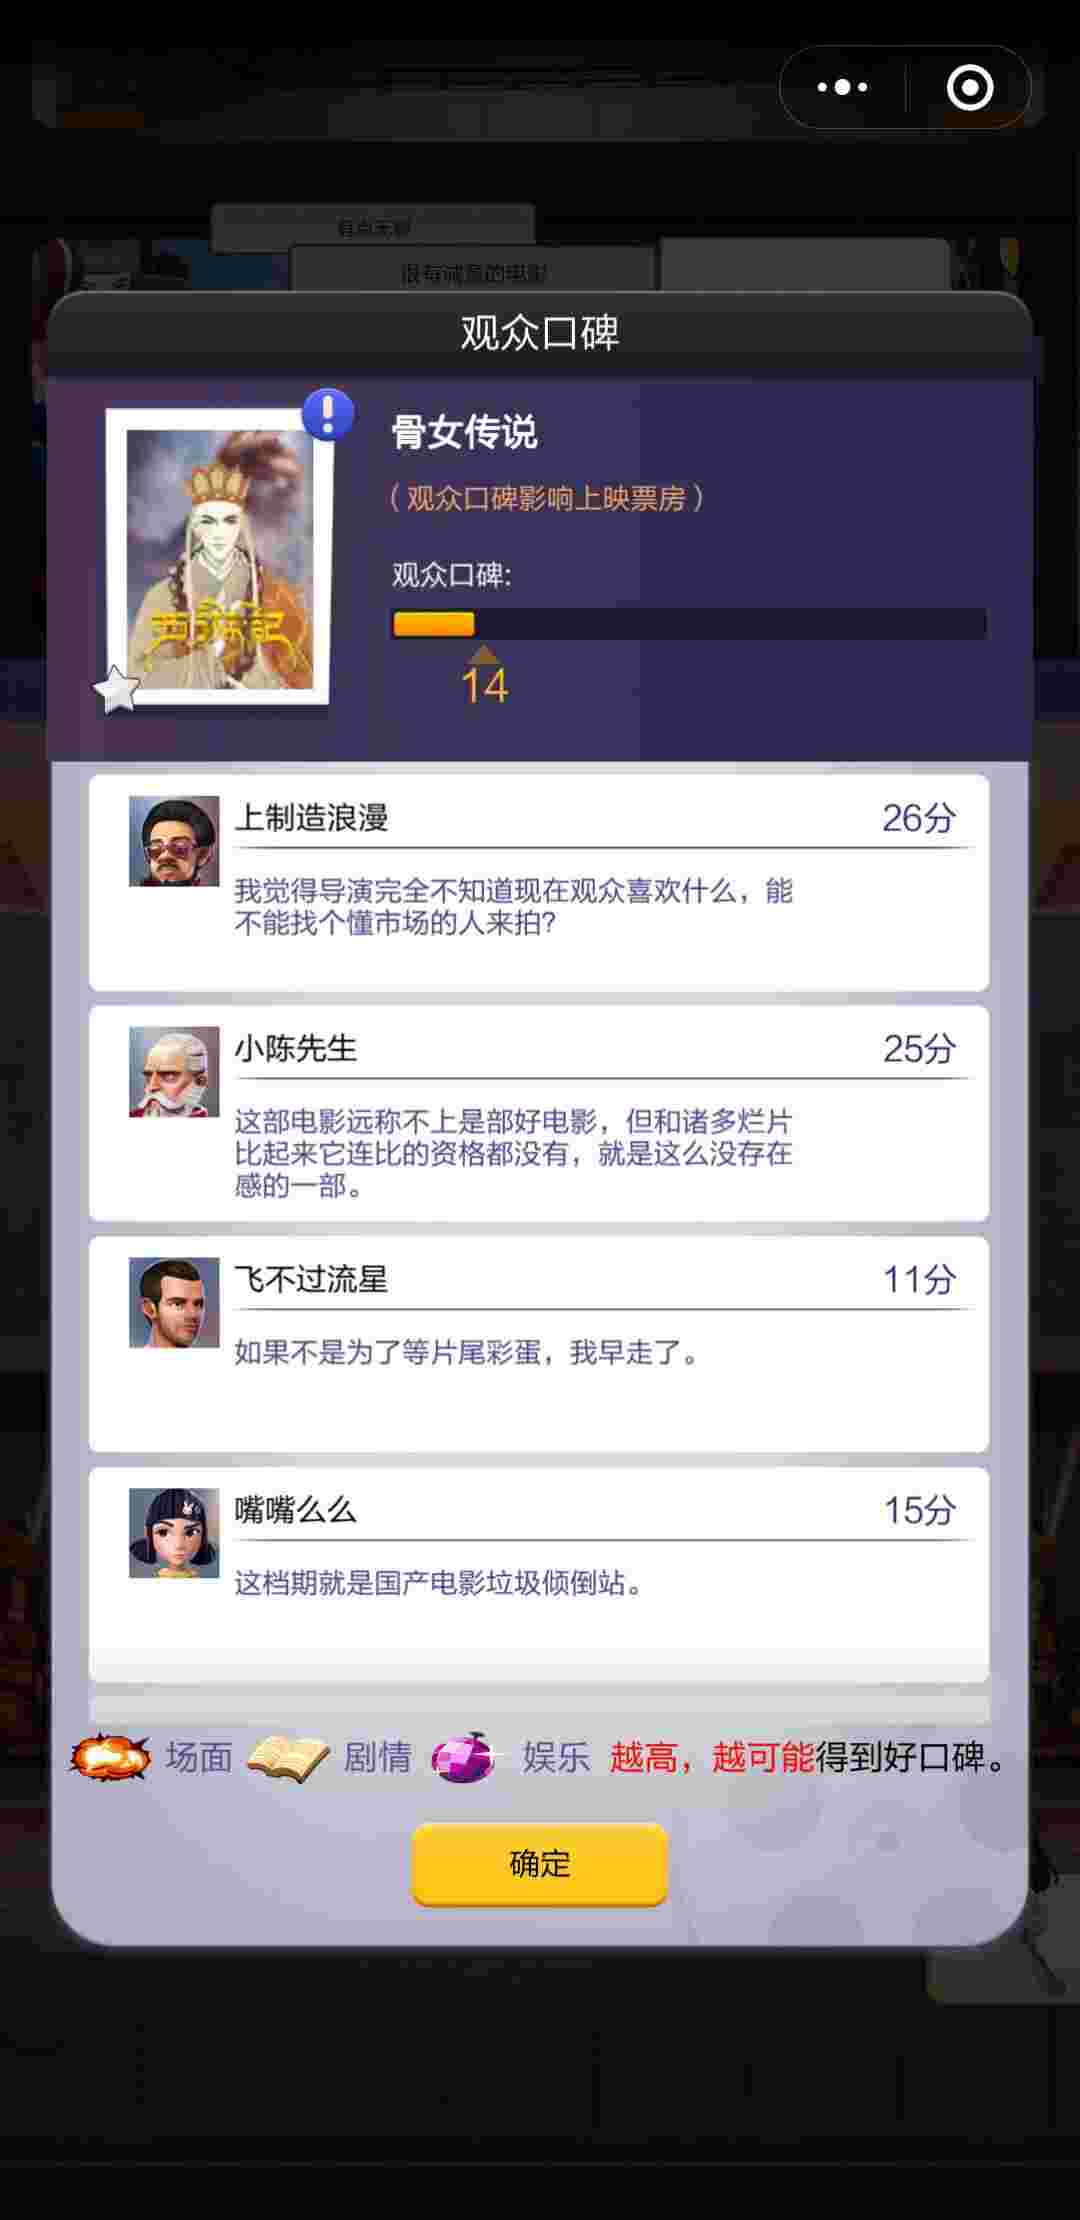 很有诚意的电影
观众口碑
骨女传说
（观众口碑影响上映票房）
观众口碑:
西游記
14
上制造浪漫
26分
我觉得导演完全不知道现在观众喜欢什么，能
不能找个懂市场的人来拍?
小陈先生
25分
这部电影远称不上是部好电影，但和诸多烂片
比起来它连比的资格都没有，就是这么没存在
感的一部。
飞不过流星
11分
如果不是为了等片尾彩蛋，我早走了。
嘴嘴么么
15分
这档期就是国产电影垃圾倾倒站。
场面 剧情 娱乐 越高，越可能得到好口碑。
确定